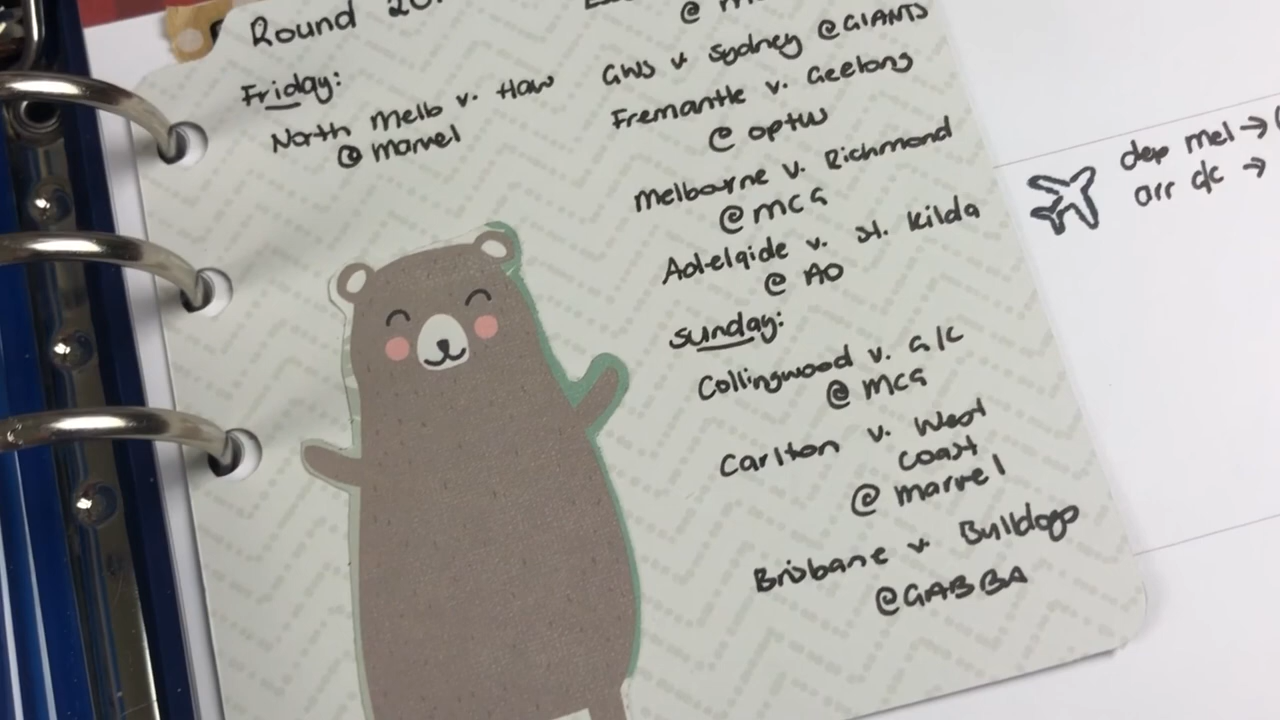 Round 20
Friday:
North Melb v. Haw
@ marvel
GWS v Sydney @GIANTS
Fremantle v. Geelong
@ optus
Melbourne v. Richmond
@ MCG
Adelaide v. St. Kilda
@ AO
Sunday:
Collingwood v. G/C
@ MCG
Carlton v. West
Coast
@ marvel
Brisbane v Bulldogs
@GABBA
dep mel →
arr g/c →